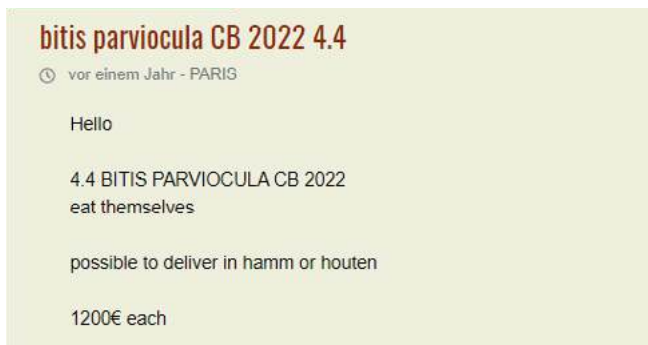 bitis parviocula CB 2022 4.4
vor einem Jahr - PARIS
Hello
4.4 BITIS PARVIOCULA CB 2022
eat themselves
possible to deliver in hamm or houten
1200€ each